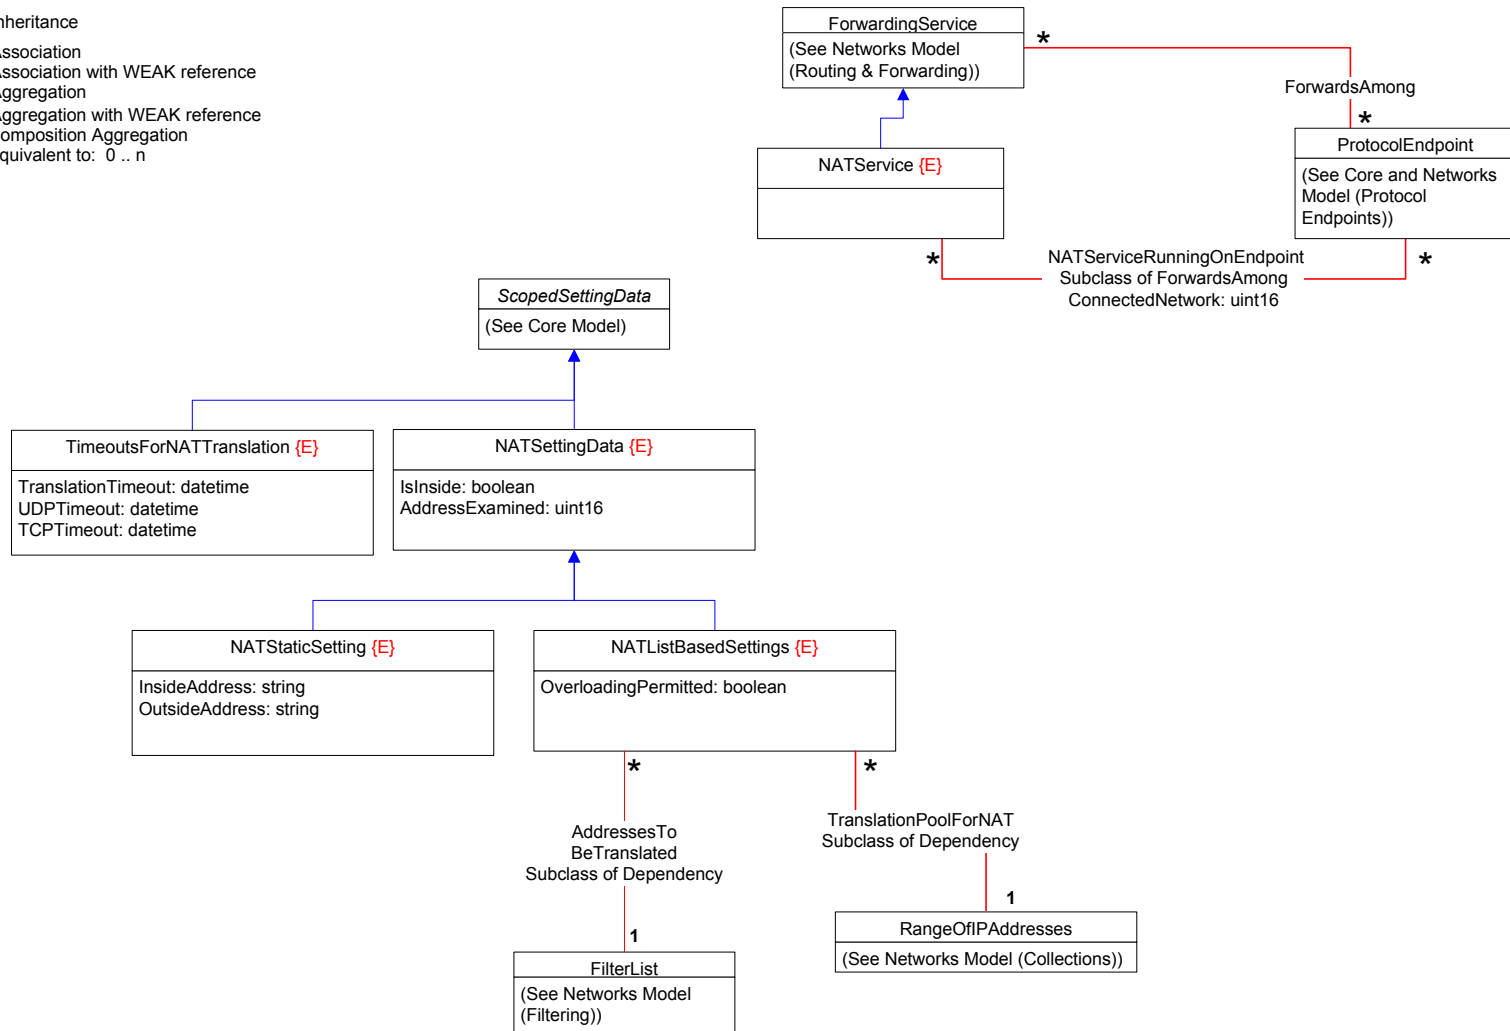 nheritance
ssociation
ssociation with WEAK reference
ggregation
ggregation with WEAK reference
omposition Aggregation
quivalent to: 0 .. n
ForwardingService
(See Networks Model
(Routing & Forwarding))
*
ForwardsAmong
*
NATService {E}
ProtocolEndpoint
(See Core and Networks
Model (Protocol
Endpoints))
*
NATServiceRunningOnEndpoint
Subclass of ForwardsAmong
ConnectedNetwork: uint16
*
ScopedSettingData
(See Core Model)
TimeoutsForNATTranslation {E}
TranslationTimeout: datetime
UDPTimeout: datetime
TCPTimeout: datetime
NATSettingData {E}
IsInside: boolean
AddressExamined: uint16
NATStaticSetting {E}
InsideAddress: string
OutsideAddress: string
NATListBasedSettings {E}
OverloadingPermitted: boolean
*
*
AddressesTo
BeTranslated
Subclass of Dependency
TranslationPoolForNAT
Subclass of Dependency
1
1
RangeOfIPAddresses
(See Networks Model (Collections))
FilterList
(See Networks Model
(Filtering))